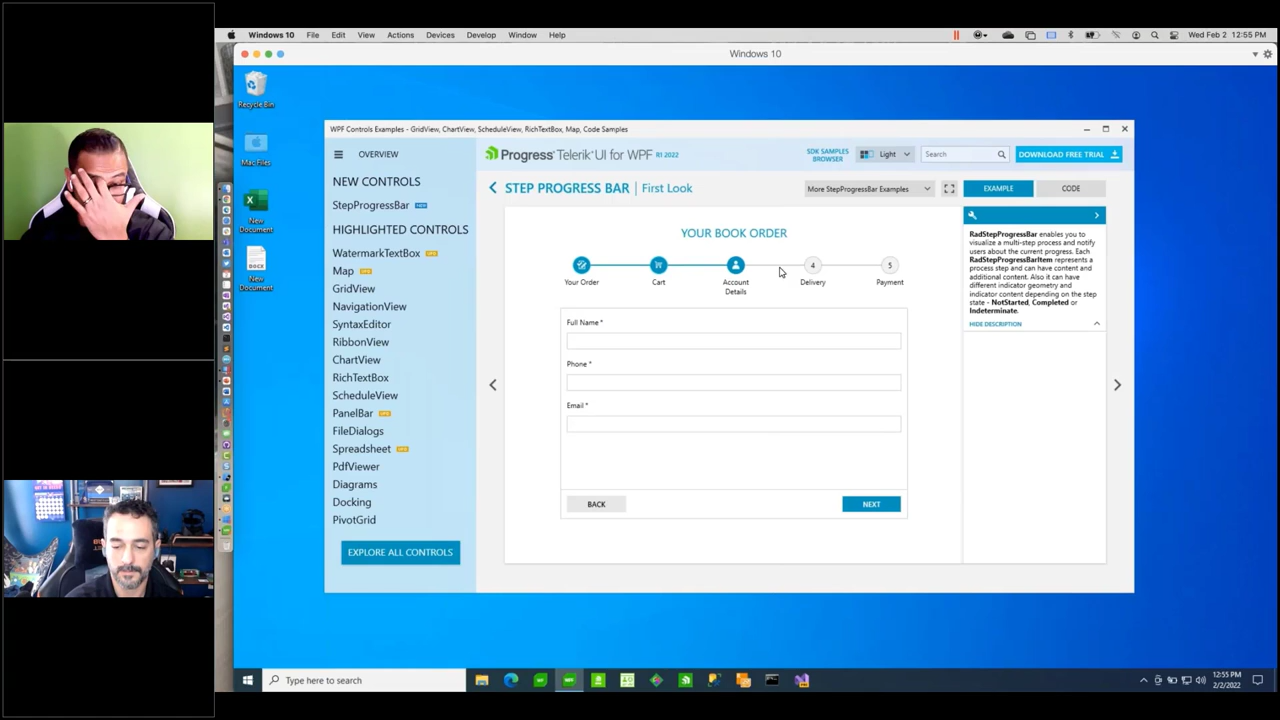 Windows 10 File Edit View Actions Devices Develop Window Help
Wed Feb 2 12:55 PM
Windows 10
Recycle Bin
Mac Files
New
Document
New
Document
WPF Controls Examples - GridView, ChartView, ScheduleView, RichTextBox, Map, Code Samples
OVERVIEW
Progress Telerik UI for WPF R1 2022
SDK SAMPLES
BROWSER
Light
Search
DOWNLOAD FREE TRIAL
NEW CONTROLS
StepProgressBar NEW
HIGHLIGHTED CONTROLS
WatermarkTextBox
Map
GridView
NavigationView
SyntaxEditor
RibbonView
ChartView
RichTextBox
ScheduleView
PanelBar
FileDialogs
Spreadsheet
PdfViewer
Diagrams
Docking
PivotGrid
EXPLORE ALL CONTROLS
STEP PROGRESS BAR | First Look
More StepProgressBar Examples
EXAMPLE
CODE
YOUR BOOK ORDER
4
5
Your Order
Cart
Account
Details
Delivery
Payment
Full Name *
Phone *
Email *
BACK
NEXT
RadStepProgressBar enables you to
visualize a multi-step process and notify
users about the current progress. Each
RadStepProgressBarItem represents a
process step and can have content and
additional content. Also it can have
different indicator geometry and
indicator content depending on the step
state - NotStarted, Completed or
Indeterminate.
HIDE DESCRIPTION
Type here to search
12:55 PM
2/2/2022